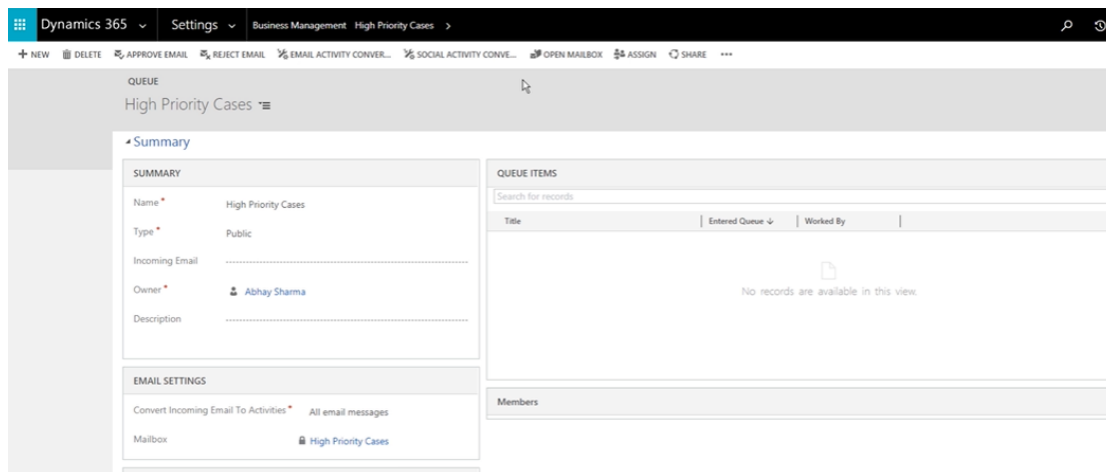 Dynamics 365 Settings Business Management High Priority Cases >
+ NEW DELETE APPROVE EMAIL REJECT EMAIL EMAIL ACTIVITY CONVER... SOCIAL ACTIVITY CONVE... OPEN MAILBOX ASSIGN SHARE ...
QUEUE
High Priority Cases
Summary
SUMMARY
Name *
High Priority Cases
Type *
Public
Incoming Email
Owner *
Abhay Sharma
Description
EMAIL SETTINGS
Convert Incoming Email To Activities *
All email messages
Mailbox
High Priority Cases
QUEUE ITEMS
Search for records
Title Entered Queue ↓ Worked By
No records are available in this view.
Members